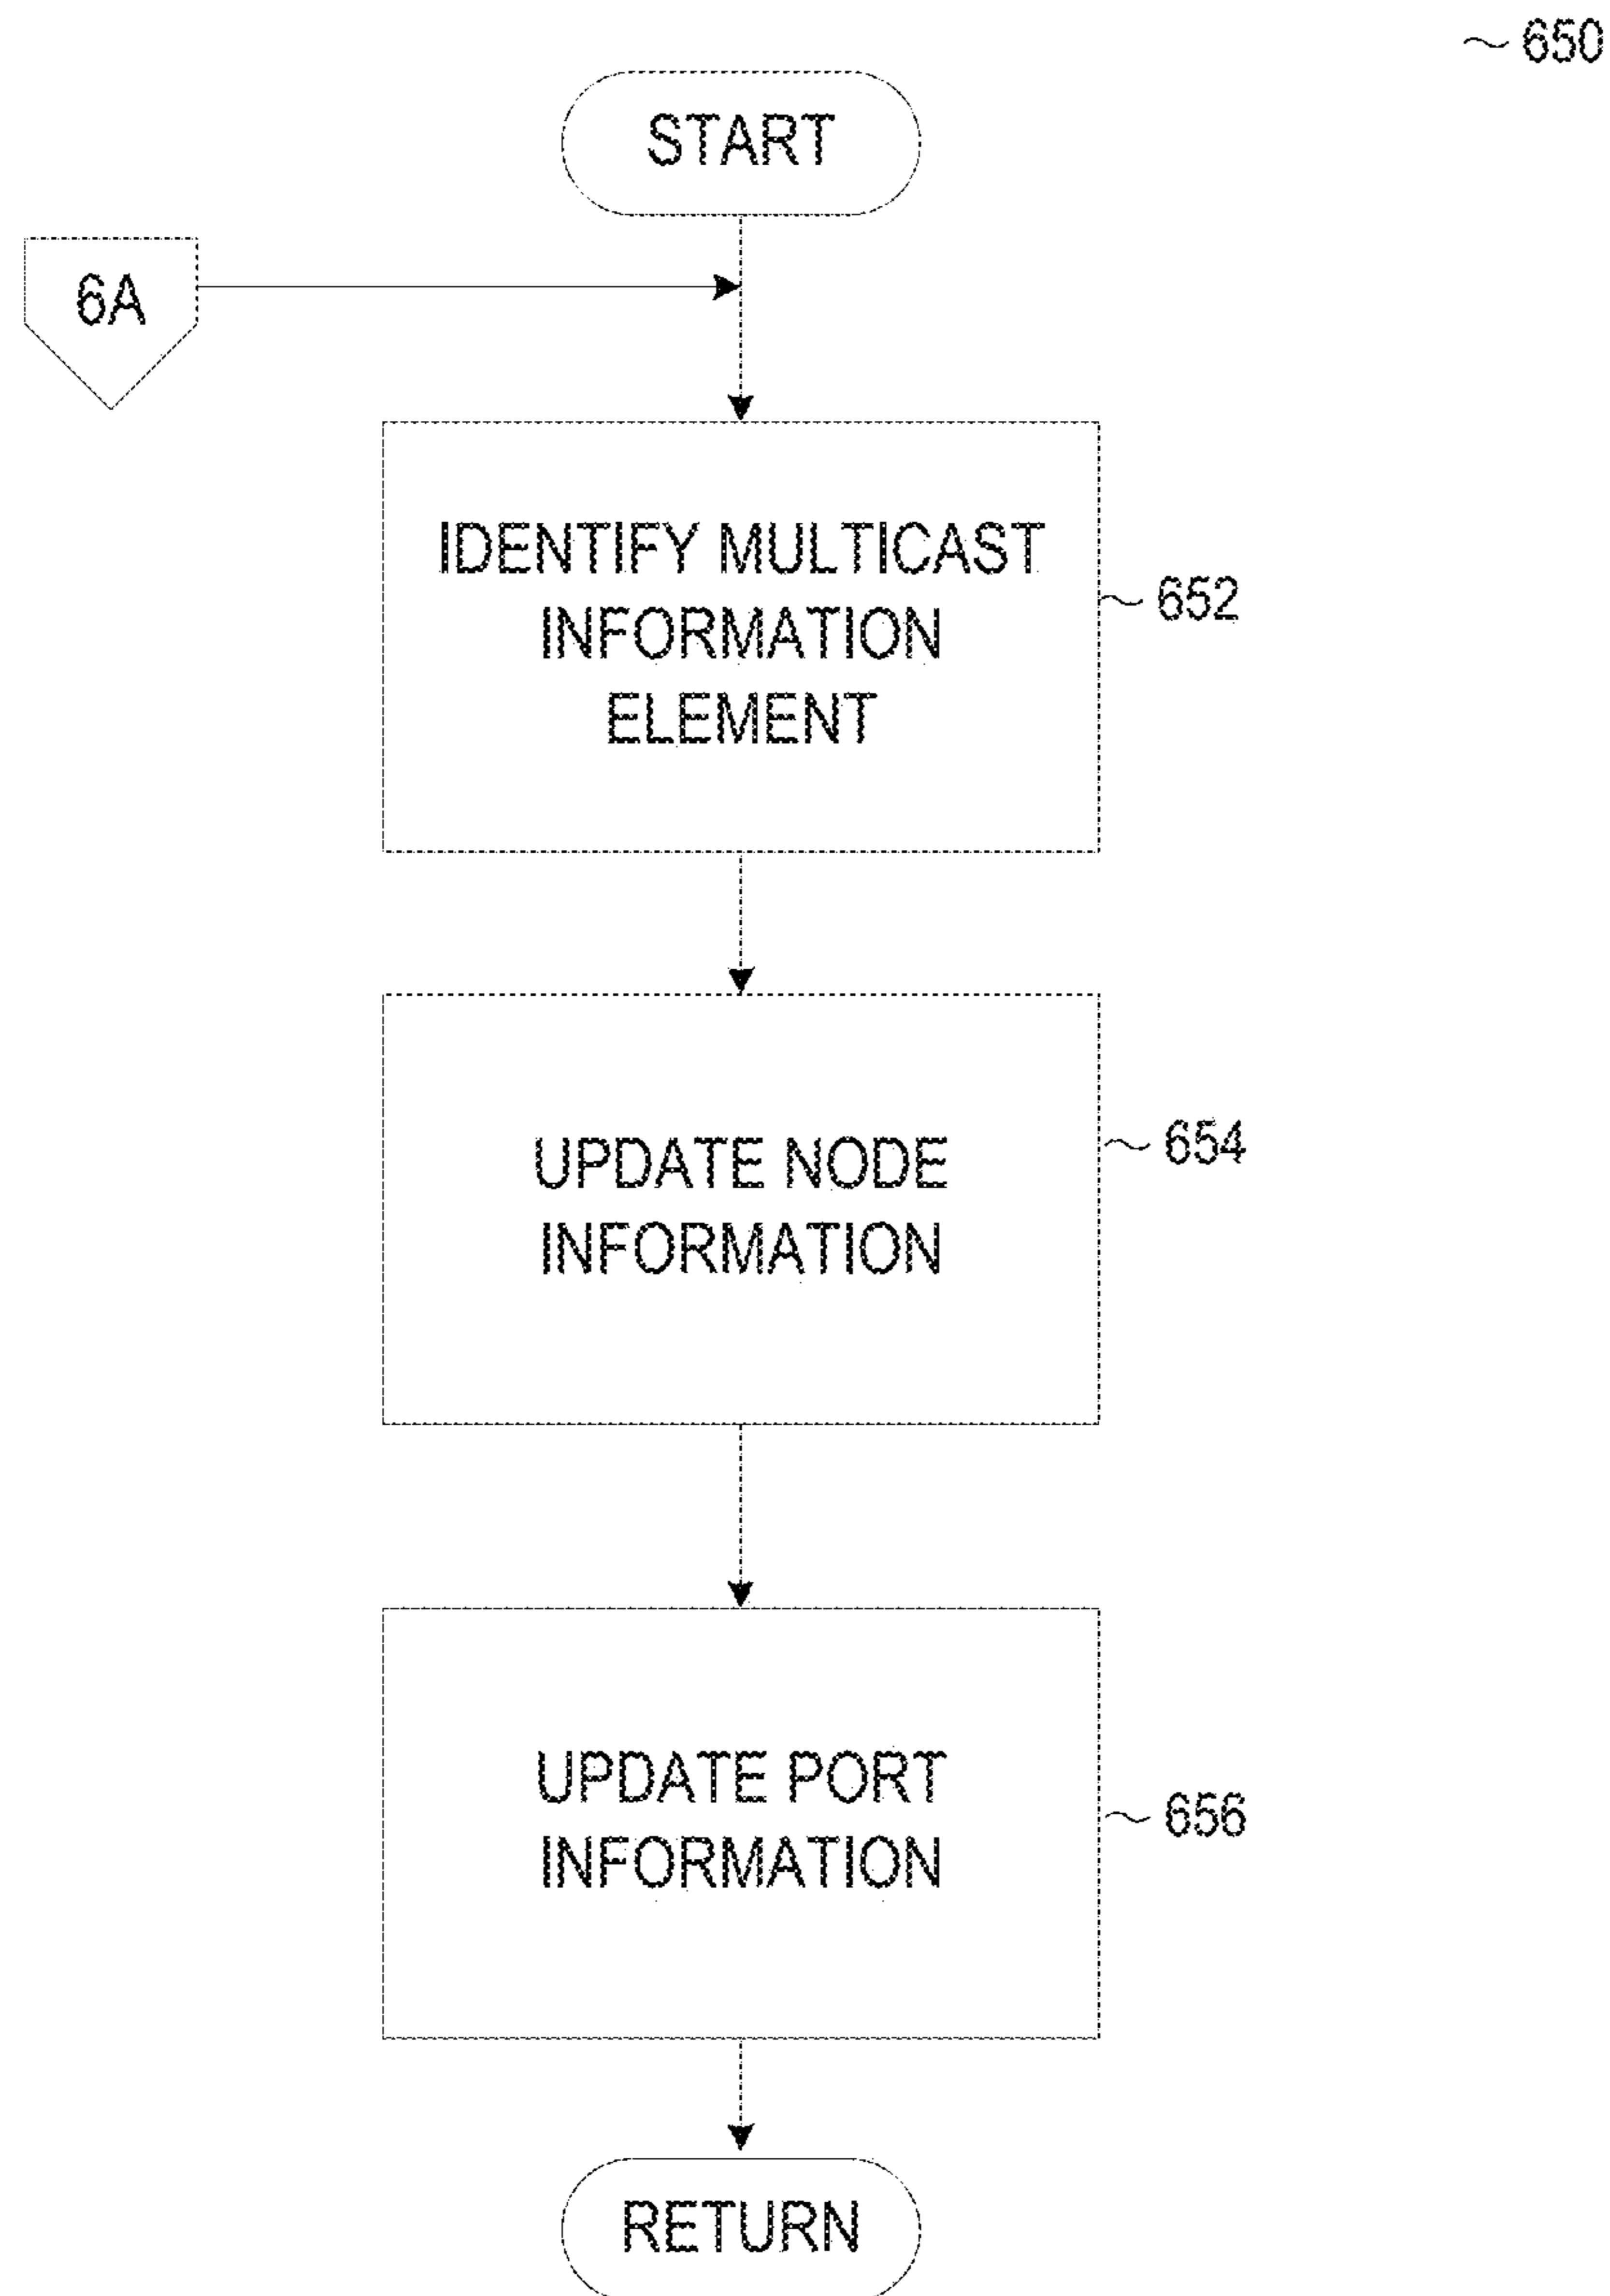 ~ 650
START
6A
IDENTIFY MULTICAST
INFORMATION
ELEMENT
~ 652
UPDATE NODE
INFORMATION
~ 654
UPDATE PORT
INFORMATION
~ 656
RETURN